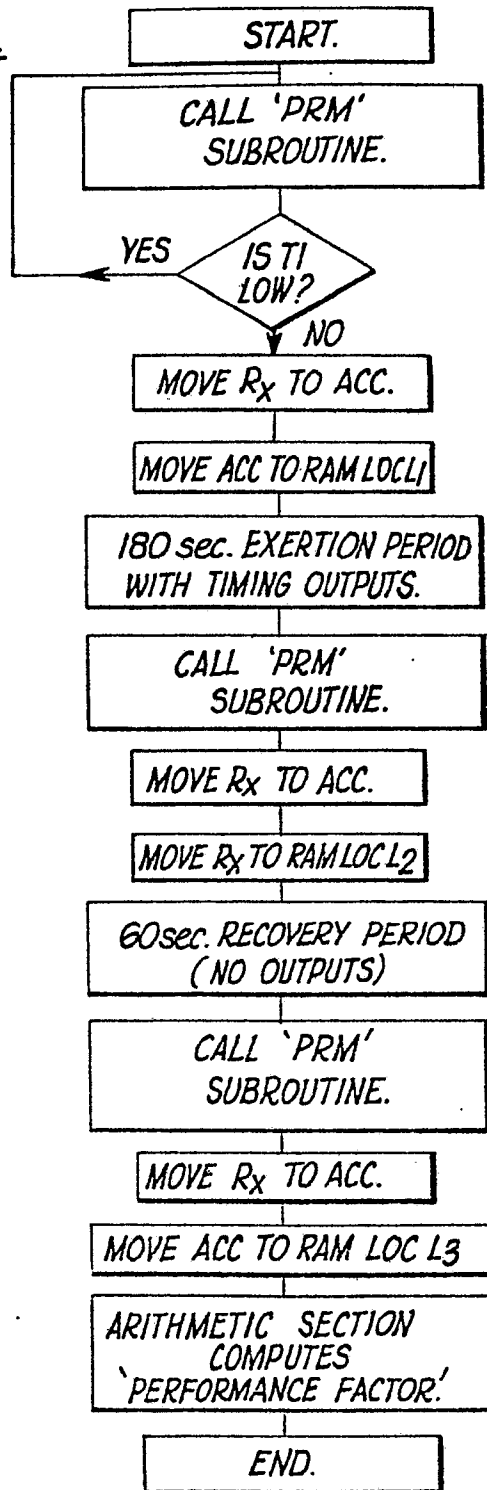 START.
CALL 'PRM'
SUBROUTINE.
YES
IS T1
LOW?
NO
MOVE Rx TO ACC.
MOVE ACC TO RAM LOC L1
180 sec. EXERTION PERIOD
WITH TIMING OUTPUTS.
CALL 'PRM'
SUBROUTINE.
MOVE Rx TO ACC.
MOVE Rx TO RAM LOC L2
60sec. RECOVERY PERIOD
(NO OUTPUTS)
CALL 'PRM'
SUBROUTINE.
MOVE Rx TO ACC.
MOVE ACC TO RAM LOC L3
ARITHMETIC SECTION
COMPUTES
'PERFORMANCE FACTOR.'
END.